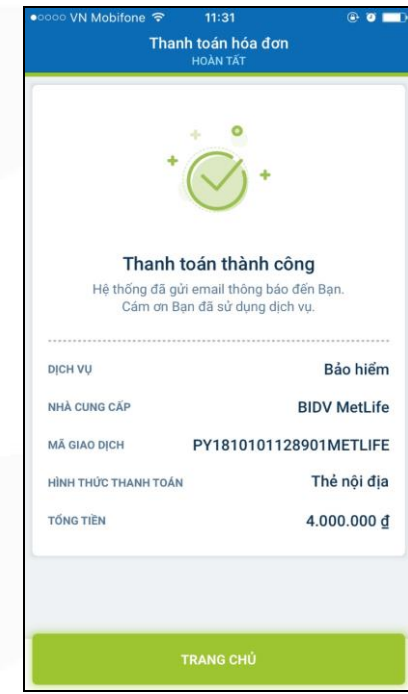 VN Mobifone 11:31
Thanh toán hóa đơn
HOÀN TẤT
Thanh toán thành công
Hệ thống đã gửi email thông báo đến Bạn.
Cám ơn Bạn đã sử dụng dịch vụ.
DỊCH VỤ Bảo hiểm
NHÀ CUNG CẤP BIDV MetLife
MÃ GIAO DỊCH PY1810101128901METLIFE
HÌNH THỨC THANH TOÁN Thẻ nội địa
TỔNG TIỀN 4.000.000 ₫
TRANG CHỦ